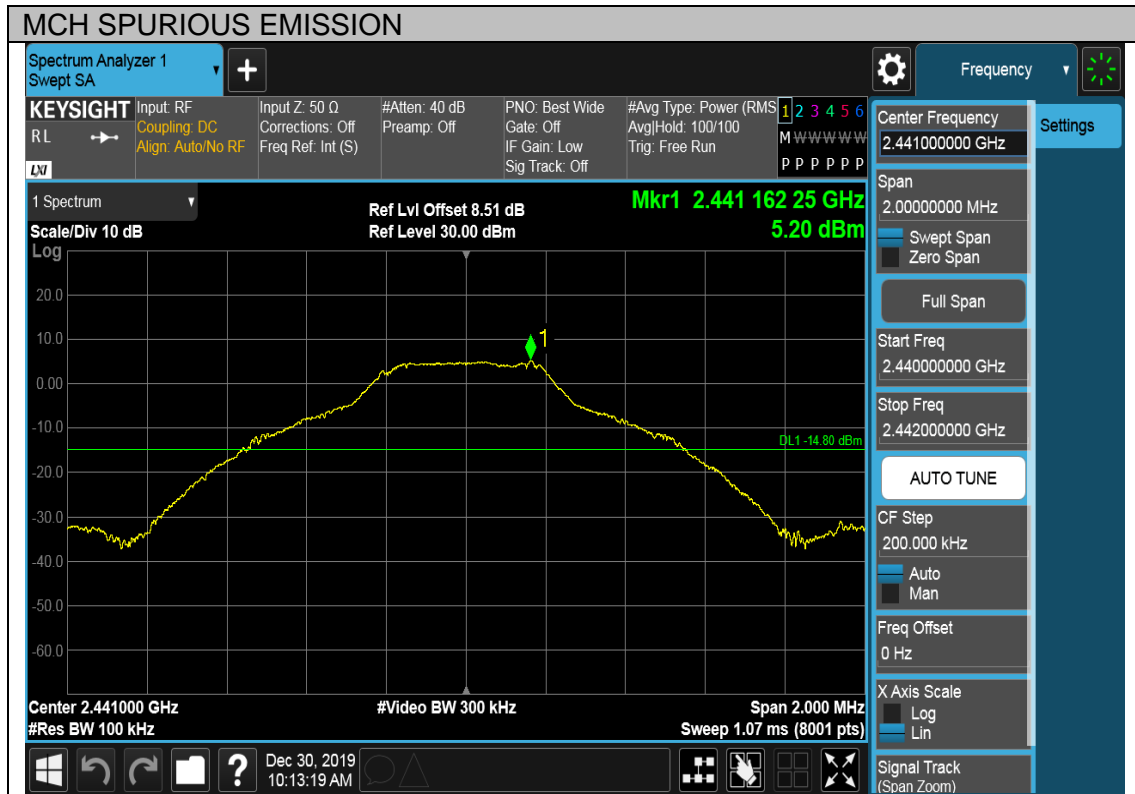 MCH SPURIOUS EMISSION
Spectrum Analyzer 1
Swept SA
+
Frequency
KEYSIGHT
RL
LXI
Input: RF
Coupling: DC
Align: Auto/No RF
Input Z: 50 Ω
Corrections: Off
Freq Ref: Int (S)
#Atten: 40 dB
Preamp: Off
PNO: Best Wide
Gate: Off
IF Gain: Low
Sig Track: Off
#Avg Type: Power (RMS
Avg|Hold: 100/100
Trig: Free Run
1 2 3 4 5 6
M W W W W W
P P P P P P
1 Spectrum
Scale/Div 10 dB
Log
Ref Lvl Offset 8.51 dB
Ref Level 30.00 dBm
Mkr1 2.441 162 25 GHz
5.20 dBm
20.0
10.0
0.00
-10.0
-20.0
-30.0
-40.0
-50.0
-60.0
1
DL1 -14.80 dBm
Center 2.441000 GHz
#Res BW 100 kHz
#Video BW 300 kHz
Span 2.000 MHz
Sweep 1.07 ms (8001 pts)
Center Frequency
2.441000000 GHz
Settings
Span
2.00000000 MHz
Swept Span
Zero Span
Full Span
Start Freq
2.440000000 GHz
Stop Freq
2.442000000 GHz
AUTO TUNE
CF Step
200.000 kHz
Auto
Man
Freq Offset
0 Hz
X Axis Scale
Log
Lin
Signal Track
(Span Zoom)
?
Dec 30, 2019
10:13:19 AM